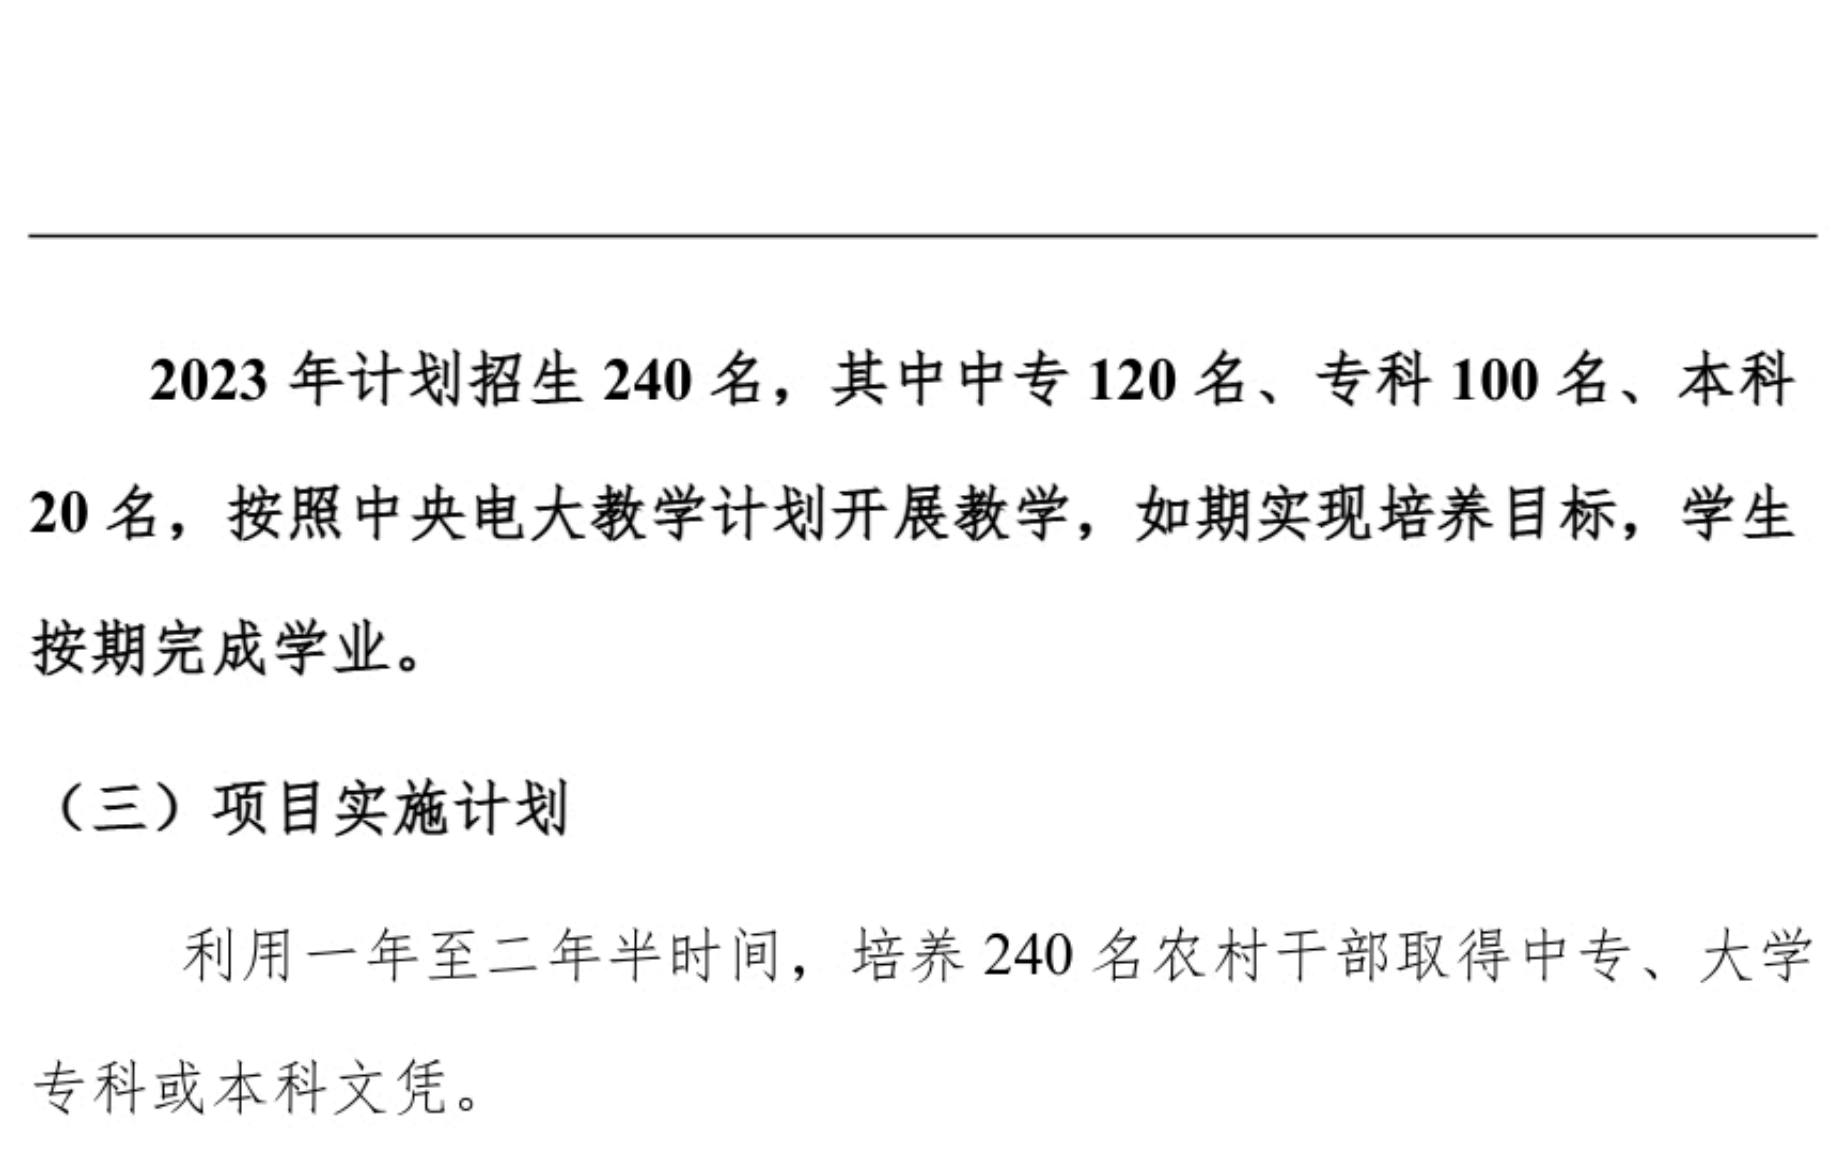 2023 年计划招生 240 名，其中中专 120 名、专科 100 名、本科
20 名，按照中央电大教学计划开展教学，如期实现培养目标，学生
按期完成学业。
（三）项目实施计划
利用一年至二年半时间，培养 240 名农村干部取得中专、大学
专科或本科文凭。